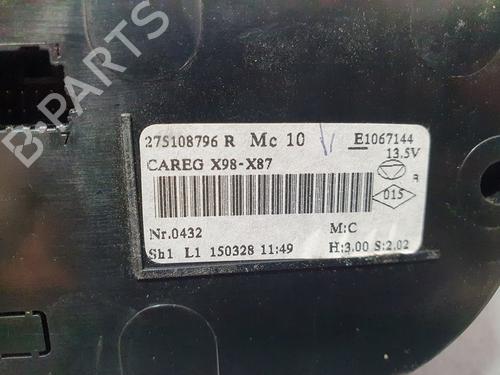 B-PARTS
7
275108796 R Mc 10 E1067144
13.5V
CAREG X98-X87
R
015
Nr.0432 M:C
Sh1 L1 150328 11:49 H:3.00 S:2.02